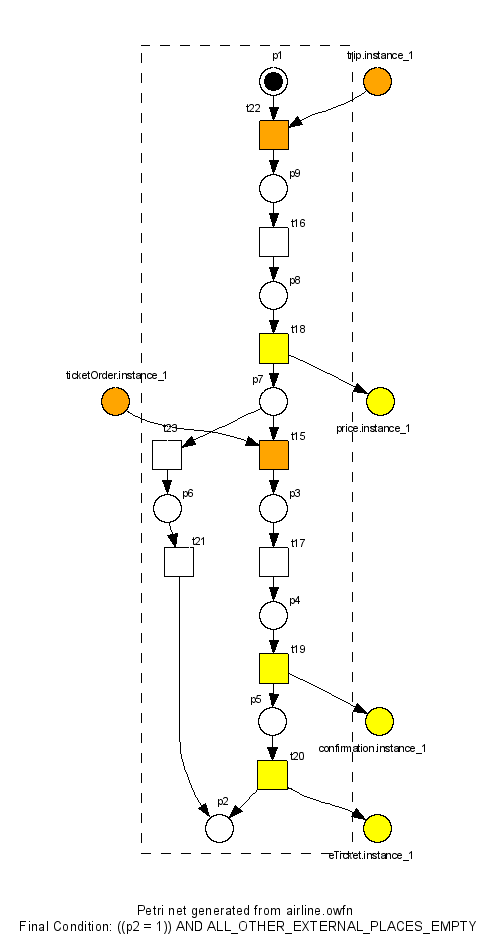 p1
trip.instance_1
t22
p9
t16
p8
t18
ticketOrder.instance_1
p7
t23
price.instance_1
t15
p6
p3
t21
t17
p4
t19
p5
confirmation.instance_1
t20
p2
eTicket.instance_1
Petri net generated from airline.owfn
Final Condition: ((p2 = 1)) AND ALL_OTHER_EXTERNAL_PLACES_EMPTY